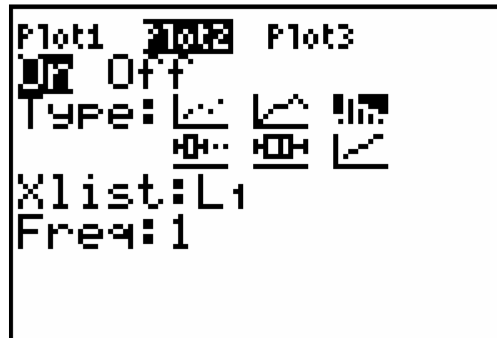 Plot1 Plot2 Plot3
On Off
Type:
Xlist:L₁
Freq:1